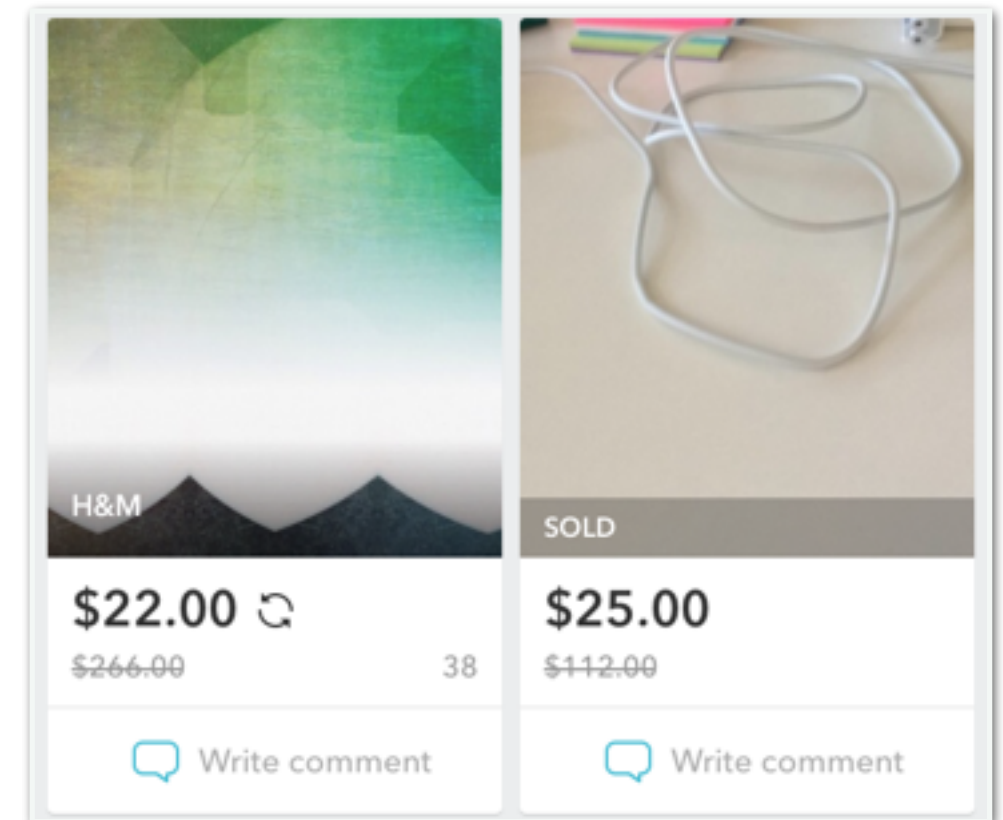 H&M
$22.00
$266.00
38
Write comment
SOLD
$25.00
$112.00
Write comment